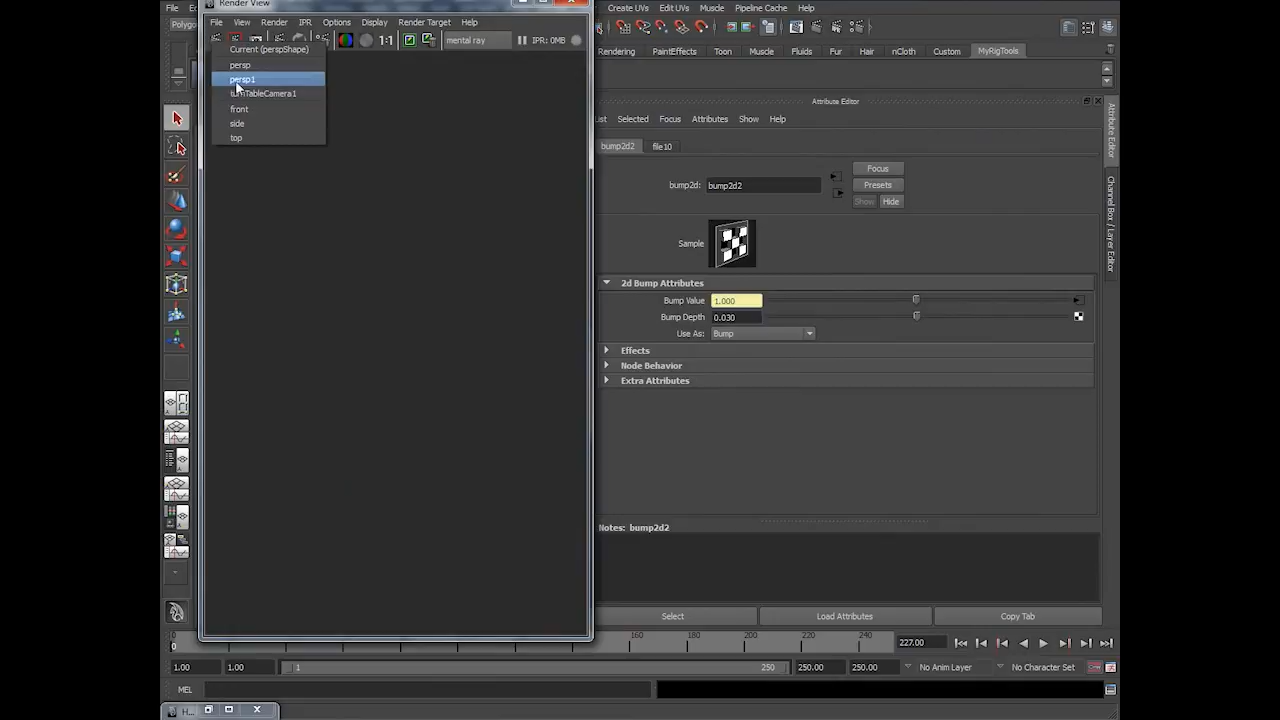 Render View
File View Render IPR Options Display Render Target Help
1:1 mental ray IPR: 0MB
Current (perspShape)
persp
persp1
turnTableCamera1
front
side
top
File
Create UVs Edit UVs Muscle Pipeline Cache Help
Polygo
Rendering PaintEffects Toon Muscle Fluids Fur Hair nCloth Custom MyRigTools
Attribute Editor
List Selected Focus Attributes Show Help
bump2d2 file10
bump2d: bump2d2
Focus
Presets
Show Hide
Sample
2d Bump Attributes
Bump Value 1.000
Bump Depth 0.030
Use As: Bump
Effects
Node Behavior
Extra Attributes
Notes: bump2d2
Select Load Attributes Copy Tab
Attribute Editor
Channel Box / Layer Editor
0 160 180 200 220 240 227.00
0
1.00 1.00 1 250 250.00 250.00 No Anim Layer No Character Set
MEL
H...